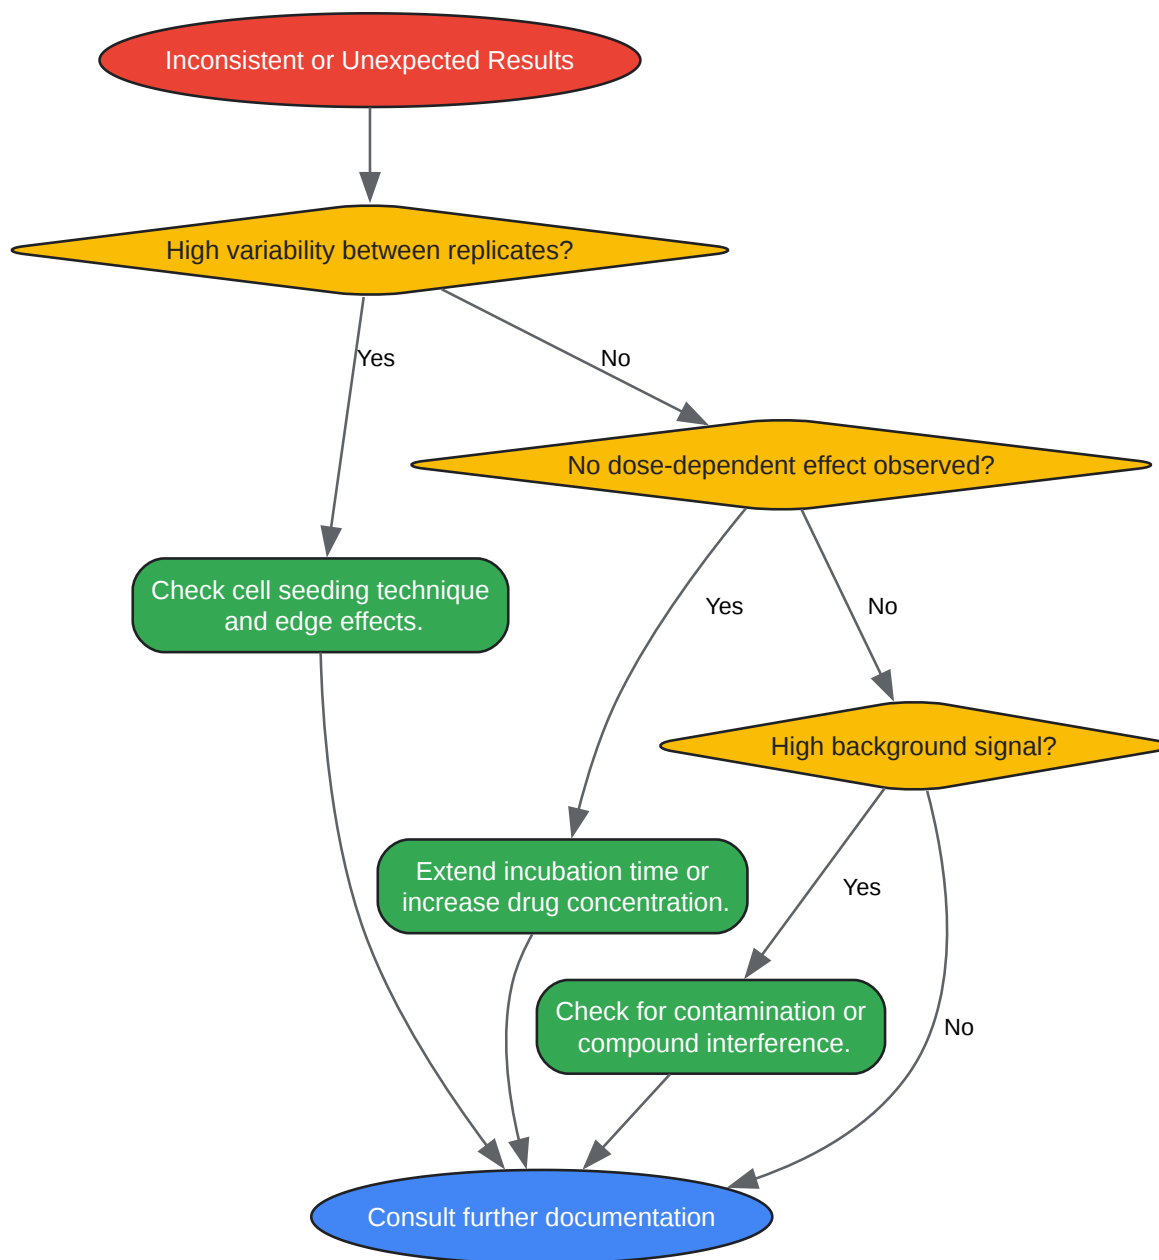 Inconsistent or Unexpected Results
High variability between replicates?
Yes
No
No dose-dependent effect observed?
Check cell seeding technique
and edge effects.
Yes
No
High background signal?
Extend incubation time or
increase drug concentration.
Yes
Check for contamination or
compound interference.
No
Consult further documentation